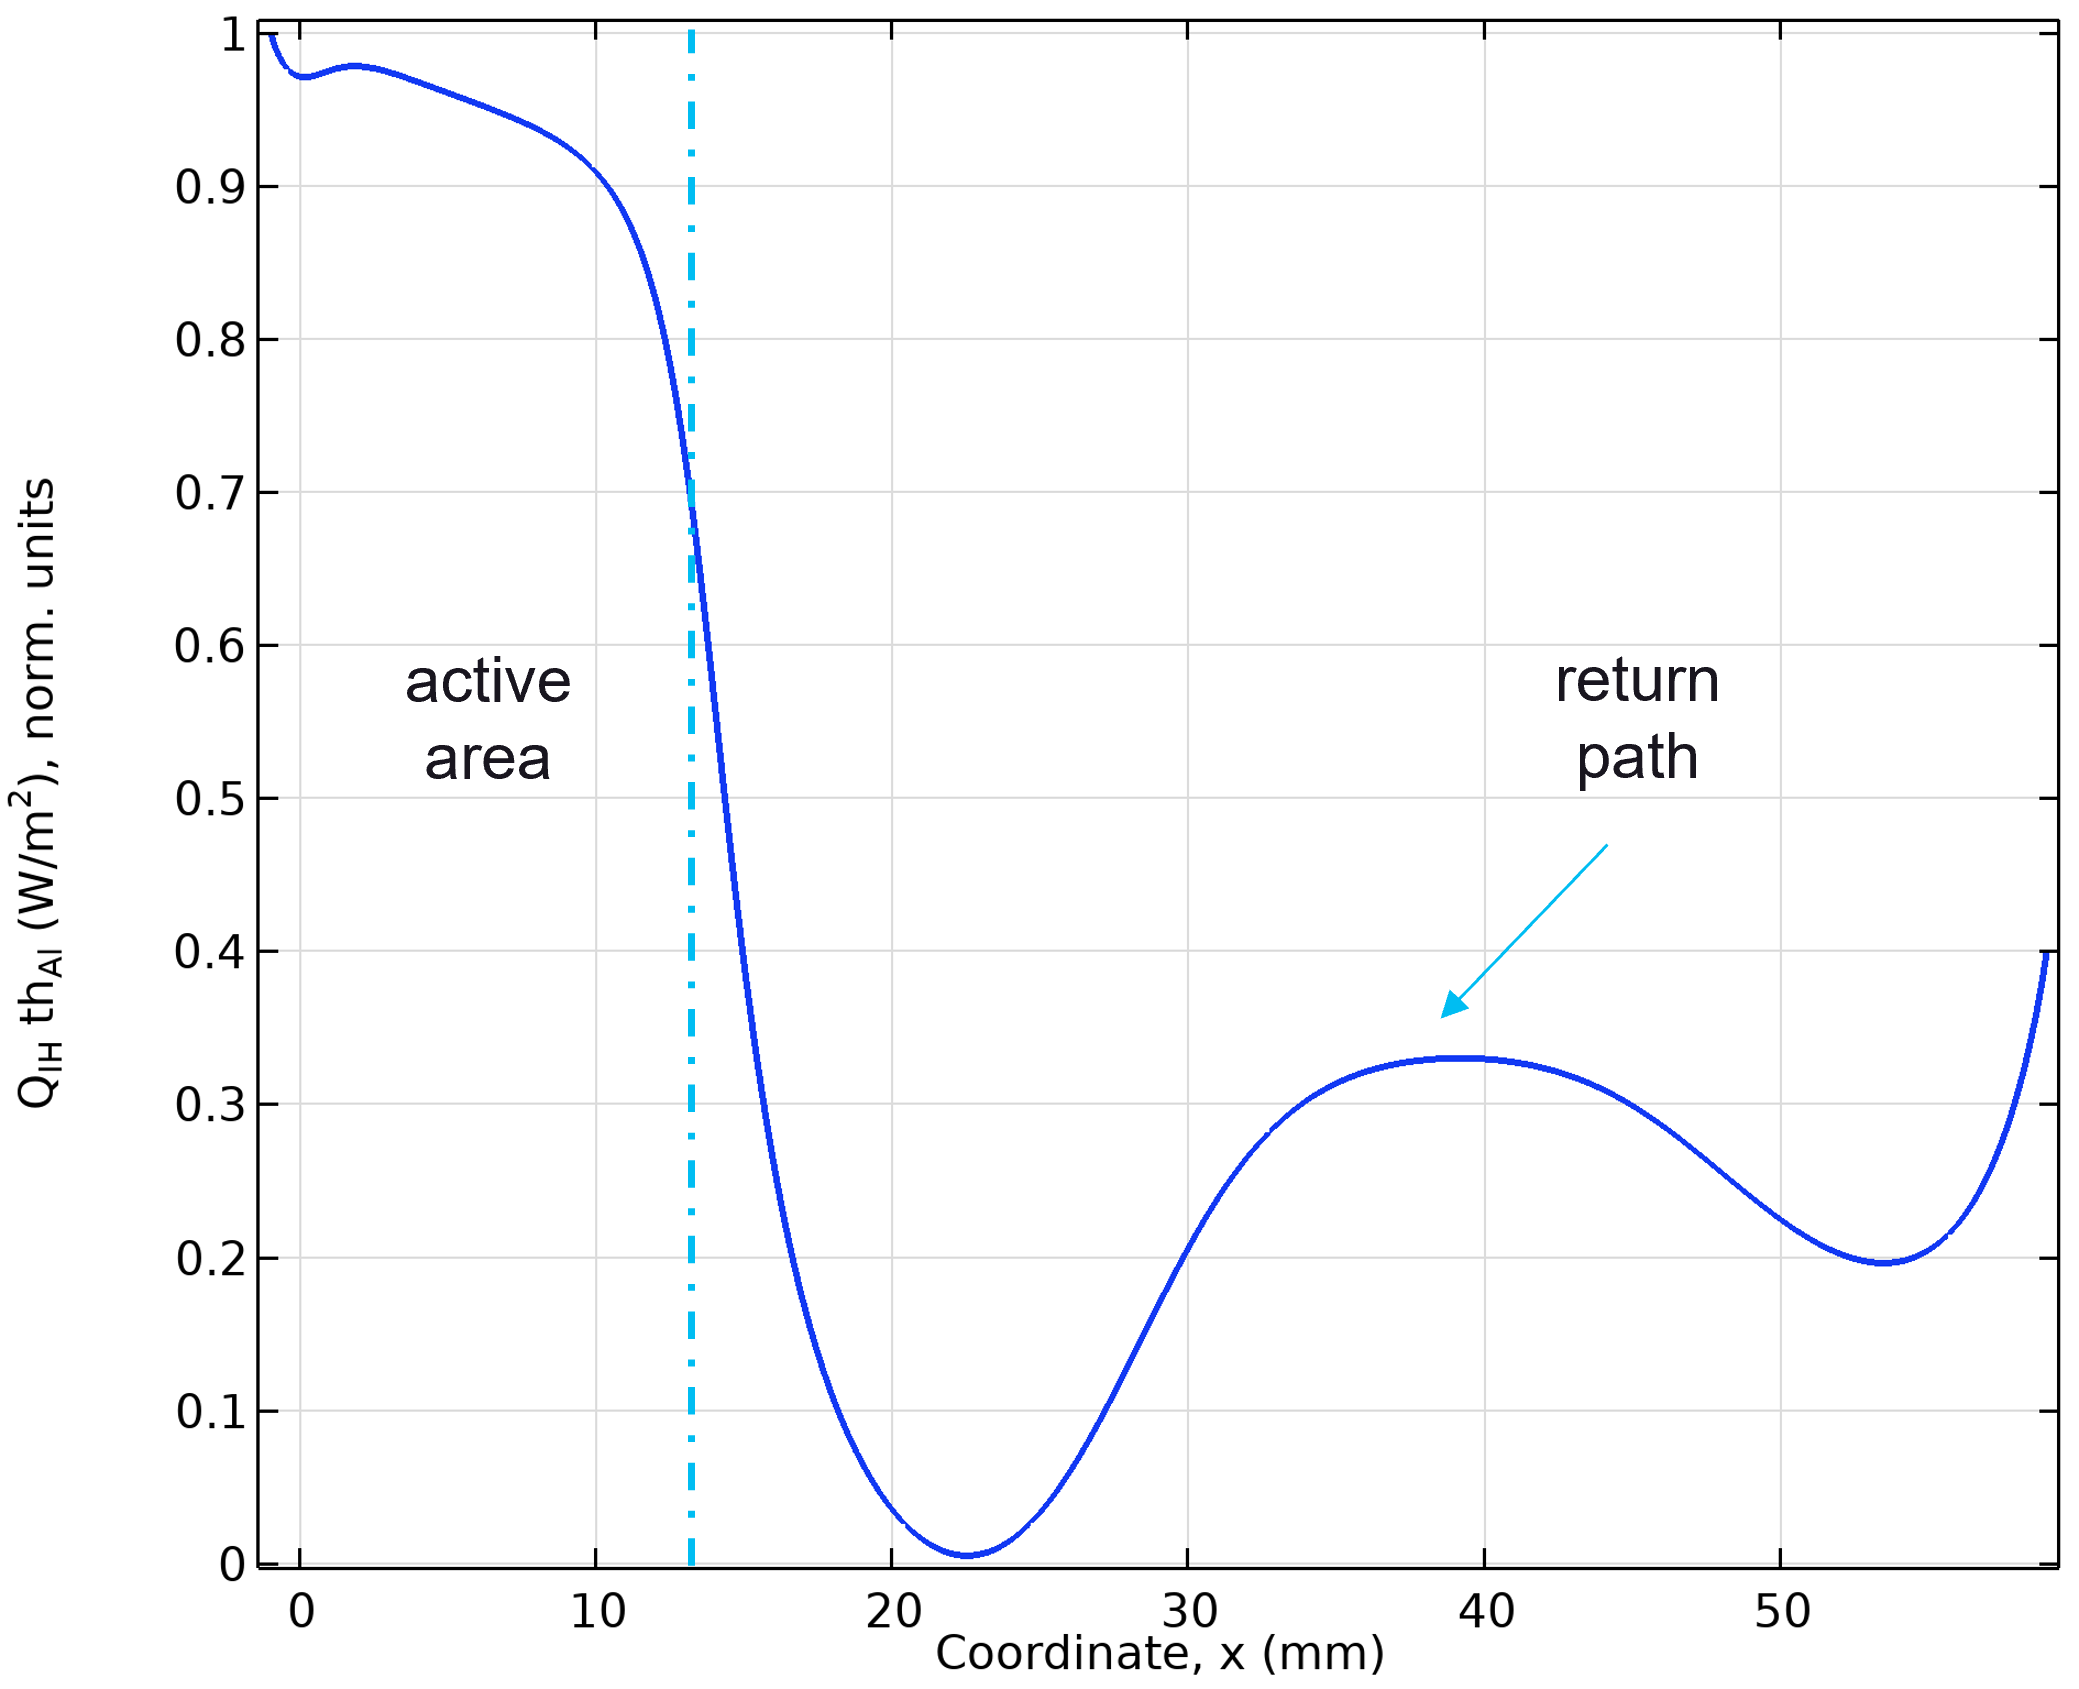 1
0.9
0.8
0.7
0.6
0.5
0.4
0.3
0.2
0.1
0
Q_IH th_Al (W/m²), norm. units
active
area
return
path
0 10 20 30 40 50
Coordinate, x (mm)